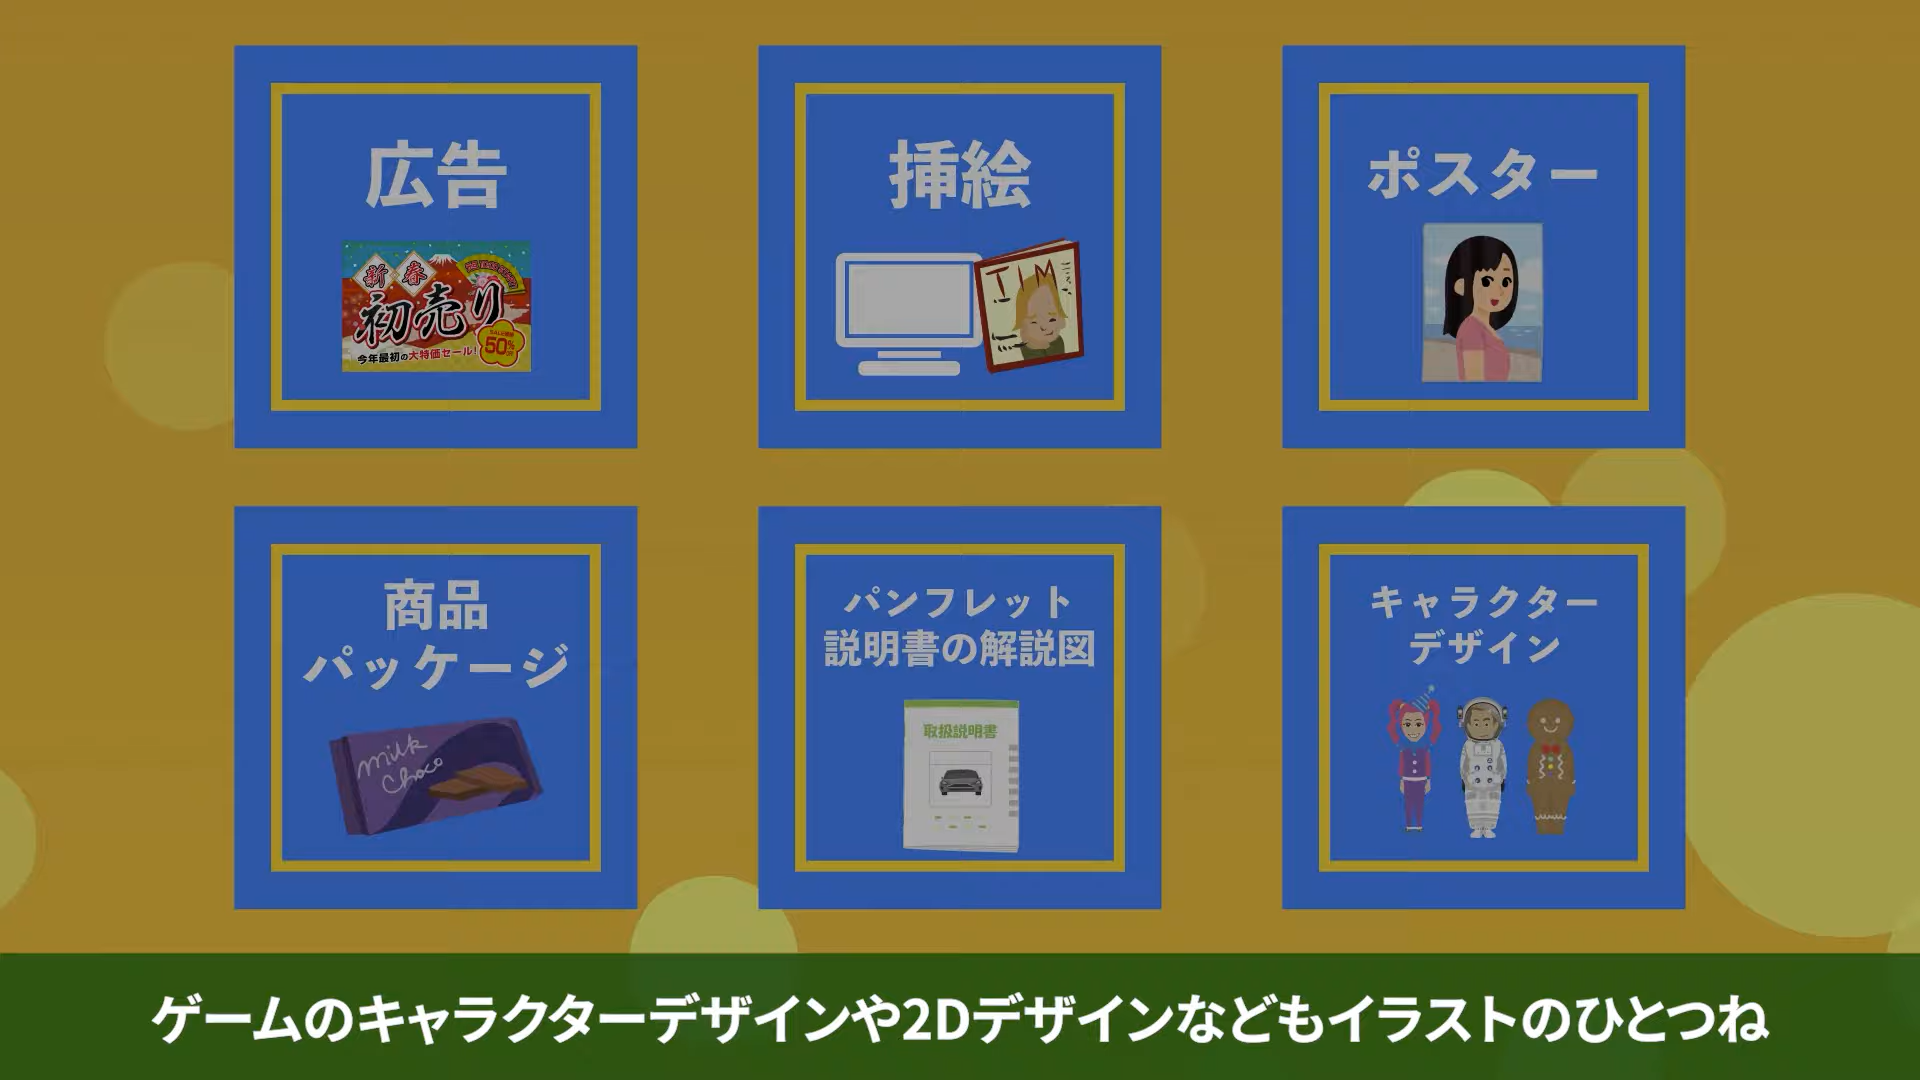 広告
新春
初売り
今年最初の大特価セール!
50%
挿絵
TIM
ポスター
商品
パッケージ
milk
Choco
パンフレット
説明書の解説図
取扱説明書
キャラクター
デザイン
ゲームのキャラクターデザインや2Dデザインなどもイラストのひとつね